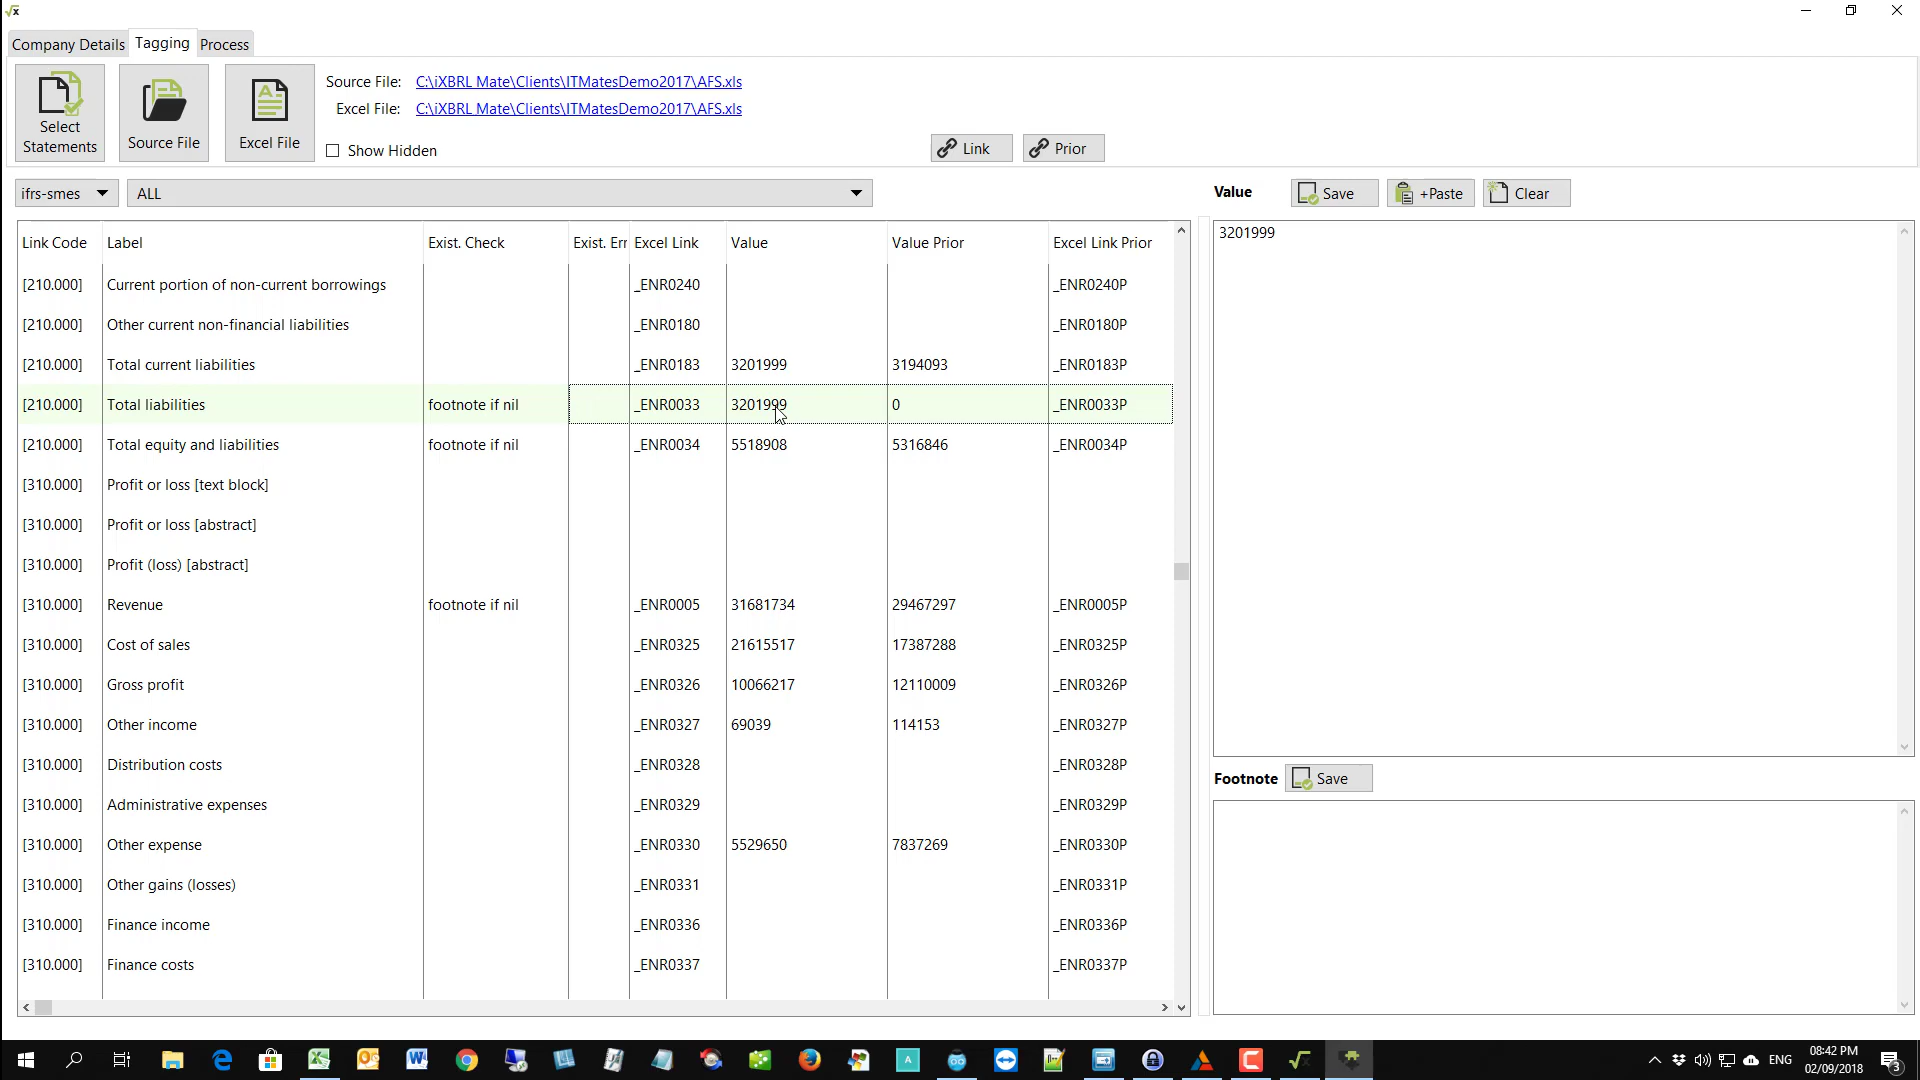 √x
Company Details Tagging Process
Select Statements
Source File
Excel File
Source File: C:\iXBRL Mate\Clients\ITMatesDemo2017\AFS.xls
Excel File: C:\iXBRL Mate\Clients\ITMatesDemo2017\AFS.xls
Show Hidden
Link Prior
ifrs-smes ALL
Value Save +Paste Clear
Link Code Label Exist. Check Exist. Err Excel Link Value Value Prior Excel Link Prior
[210.000] Current portion of non-current borrowings _ENR0240 _ENR0240P
[210.000] Other current non-financial liabilities _ENR0180 _ENR0180P
[210.000] Total current liabilities _ENR0183 3201999 3194093 _ENR0183P
[210.000] Total liabilities footnote if nil _ENR0033 3201999 0 _ENR0033P
[210.000] Total equity and liabilities footnote if nil _ENR0034 5518908 5316846 _ENR0034P
[310.000] Profit or loss [text block]
[310.000] Profit or loss [abstract]
[310.000] Profit (loss) [abstract]
[310.000] Revenue footnote if nil _ENR0005 31681734 29467297 _ENR0005P
[310.000] Cost of sales _ENR0325 21615517 17387288 _ENR0325P
[310.000] Gross profit _ENR0326 10066217 12110009 _ENR0326P
[310.000] Other income _ENR0327 69039 114153 _ENR0327P
[310.000] Distribution costs _ENR0328 _ENR0328P
[310.000] Administrative expenses _ENR0329 _ENR0329P
[310.000] Other expense _ENR0330 5529650 7837269 _ENR0330P
[310.000] Other gains (losses) _ENR0331 _ENR0331P
[310.000] Finance income _ENR0336 _ENR0336P
[310.000] Finance costs _ENR0337 _ENR0337P
3201999
Footnote Save
ENG
08:42 PM
02/09/2018
3